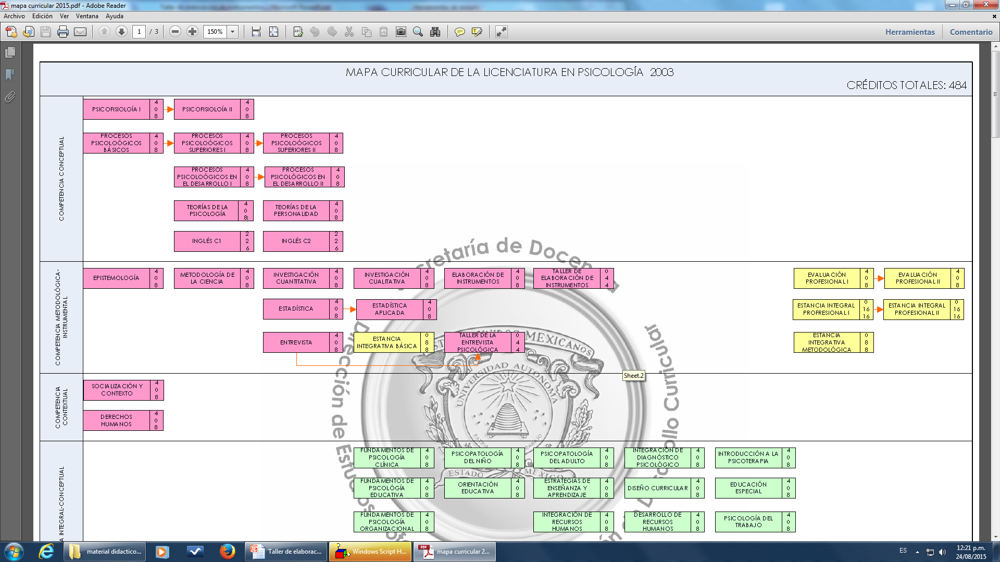 mapa curricular 2015.pdf - Adobe Reader
Archivo Edición Ver Ventana Ayuda
1 / 3 150% Herramientas Comentario
MAPA CURRICULAR DE LA LICENCIATURA EN PSICOLOGÍA 2003
CRÉDITOS TOTALES: 484
COMPETENCIA CONCEPTUAL
PSICOFISIOLOÍA I
4
0
8
PSICOFISIOLOÍA II
4
0
8
PROCESOS
PSICOLOÓGICOS
BÁSICOS
4
0
8
PROCESOS
PSICOLOÓGICOS
SUPERIORES I
4
0
8
PROCESOS
PSICOLOÓGICOS
SUPERIORES II
4
0
8
PROCESOS
PSICOLOÓGICOS EN
EL DESARROLLO I
4
0
8
PROCESOS
PSICOLÓGICOS EN
EL DESARROLLO II
4
0
8
TEORÍAS DE LA
PSICOLOGÍA
4
0
8
TEORÍAS DE LA
PERSONALIDAD
4
0
8
INGLÉS C1
2
2
6
INGLÉS C2
2
2
6
COMPETENCIA METODOLÓGICA-
INSTRUMENTAL
EPISTEMOLOGÍA
4
0
8
METODOLOGÍA DE
LA CIENCIA
4
0
8
INVESTIGACIÓN
CUANTITATIVA
4
0
8
INVESTIGACIÓN
CUALITATIVA
4
0
8
ELABORACIÓN DE
INSTRUMENTOS
4
0
8
TALLER DE
ELABORACIÓN DE
INSTRUMENTOS
0
4
4
EVALUACIÓN
PROFESIONAL I
4
0
8
EVALUACIÓN
PROFESIONAL II
4
0
8
ESTADÍSTICA
4
0
8
ESTADÍSTICA
APLICADA
4
0
8
ESTANCIA INTEGRAL
PROFRESIONAL I
0
16
16
ESTANCIA INTEGRAL
PROFESIONAL II
0
16
16
ENTREVISTA
4
0
8
ESTANCIA
INTEGRATIVA BÁSICA
0
8
8
TALLER DE LA
ENTREVISTA
PSICOLÓGICA
0
4
4
ESTANCIA
INTEGRATIVA
METODOLÓGICA
0
8
8
Sheet.2
COMPETENCIA
CONTEXTUAL
SOCIALIZACIÓN Y
CONTEXTO
4
0
8
DERECHOS
HUMANOS
4
0
8
A INTEGRAL-CONCEPTUAL
FUNDAMENTOS DE
PSICOLOGÍA
CLÍNICA
4
0
8
PSICOPATOLOGÍA
DEL NIÑO
4
0
8
PSICOPATOLOGÍA
DEL ADULTO
4
0
8
INTEGRACIÓN DE
DIAGNÓSTICO
PSICOLÓGICO
4
0
8
INTRODUCCIÓN A LA
PSICOTERAPIA
4
0
8
FUNDAMENTOS DE
PSICOLÓGÍA
EDUCATIVA
4
0
8
ORIENTACIÓN
EDUCATIVA
4
0
8
ESTRATEGIAS DE
ENSEÑANZA Y
APRENDIZAJE
4
0
8
DISEÑO CURRICULAR
4
0
8
EDUCACIÓN
ESPECIAL
4
0
8
FUNDAMENTOS DE
PSICOLOGÍA
ORGANIZACIONAL
4
0
8
INTEGRACIÓN DE
RECURSOS
HUMANOS
4
0
8
DESARROLLO DE
RECURSOS
HUMANOS
4
0
8
PSICOLOGÍA DEL
TRABAJO
4
0
8
cretaría de Docen
Dirección de Estu
ollo Curricular
MEXICANOS
UNIVERSIDAD AUTONOMA
ESTADO MEXICO
material didactico... Taller de elaborac... Windows Script H... mapa curricular 2... ES 12:21 p.m.
24/08/2015